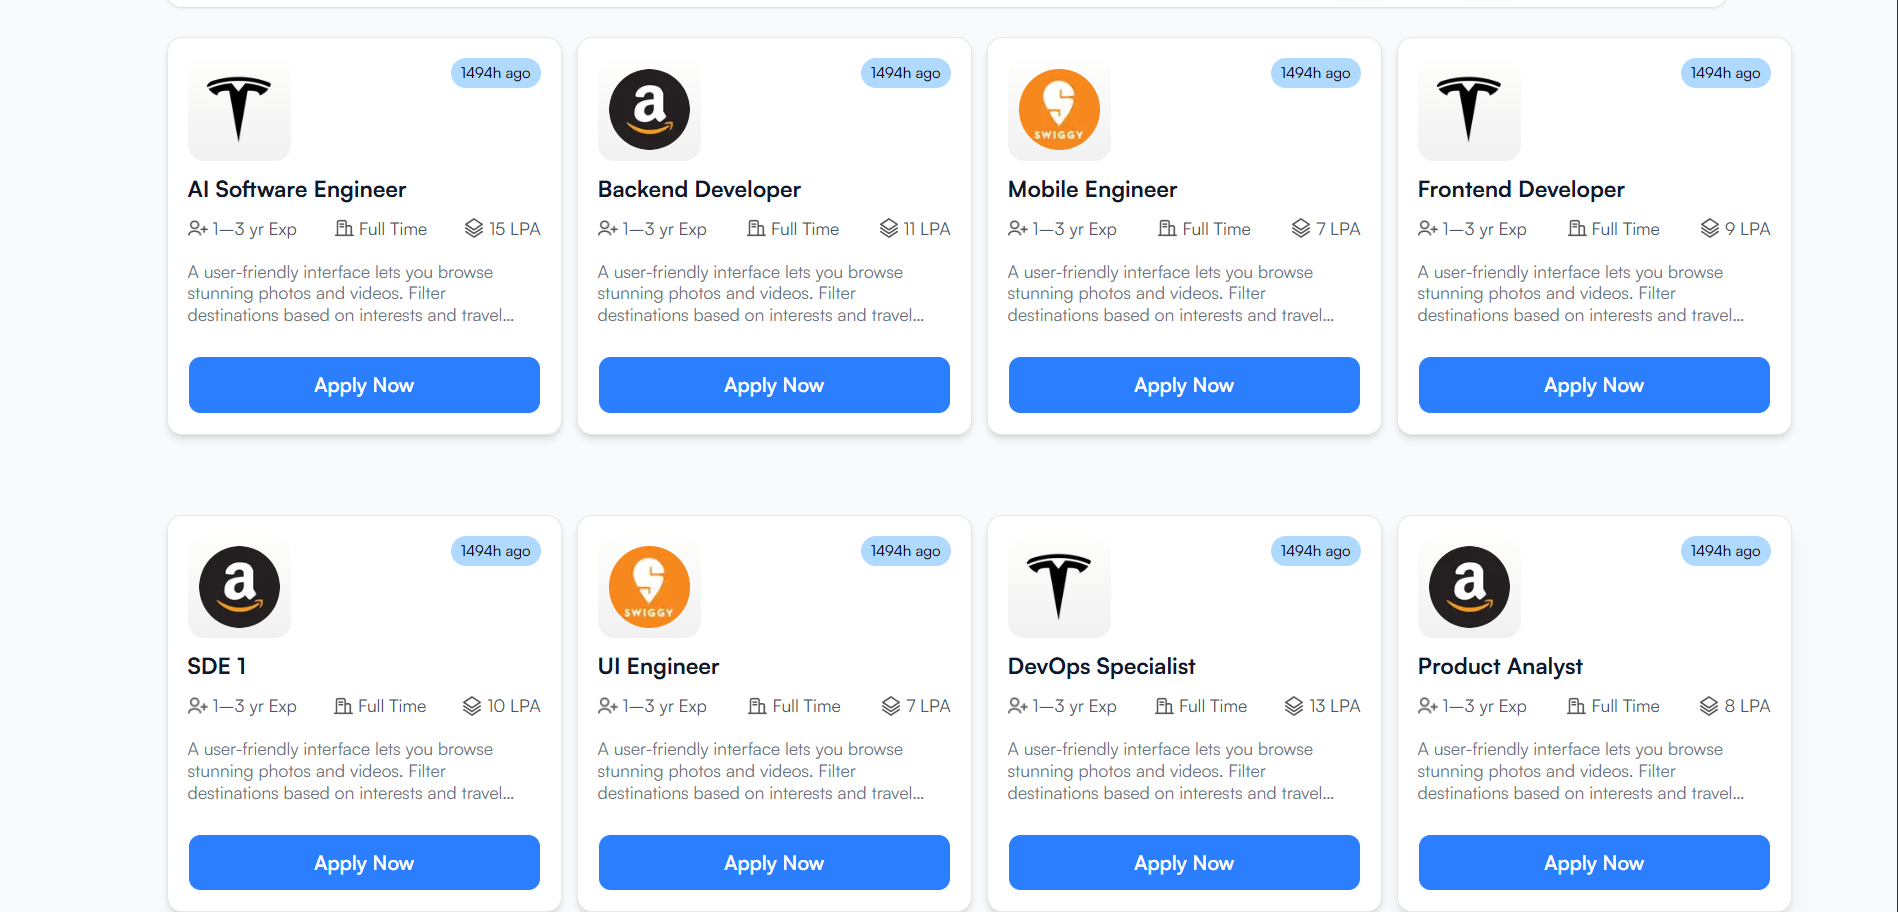 1494h ago
AI Software Engineer
1–3 yr Exp Full Time 15 LPA
A user-friendly interface lets you browse
stunning photos and videos. Filter
destinations based on interests and travel...
Apply Now
1494h ago
a
Backend Developer
1–3 yr Exp Full Time 11 LPA
A user-friendly interface lets you browse
stunning photos and videos. Filter
destinations based on interests and travel...
Apply Now
1494h ago
SWIGGY
Mobile Engineer
1–3 yr Exp Full Time 7 LPA
A user-friendly interface lets you browse
stunning photos and videos. Filter
destinations based on interests and travel...
Apply Now
1494h ago
Frontend Developer
1–3 yr Exp Full Time 9 LPA
A user-friendly interface lets you browse
stunning photos and videos. Filter
destinations based on interests and travel...
Apply Now
1494h ago
a
SDE 1
1–3 yr Exp Full Time 10 LPA
A user-friendly interface lets you browse
stunning photos and videos. Filter
destinations based on interests and travel...
Apply Now
1494h ago
SWIGGY
UI Engineer
1–3 yr Exp Full Time 7 LPA
A user-friendly interface lets you browse
stunning photos and videos. Filter
destinations based on interests and travel...
Apply Now
1494h ago
DevOps Specialist
1–3 yr Exp Full Time 13 LPA
A user-friendly interface lets you browse
stunning photos and videos. Filter
destinations based on interests and travel...
Apply Now
1494h ago
a
Product Analyst
1–3 yr Exp Full Time 8 LPA
A user-friendly interface lets you browse
stunning photos and videos. Filter
destinations based on interests and travel...
Apply Now